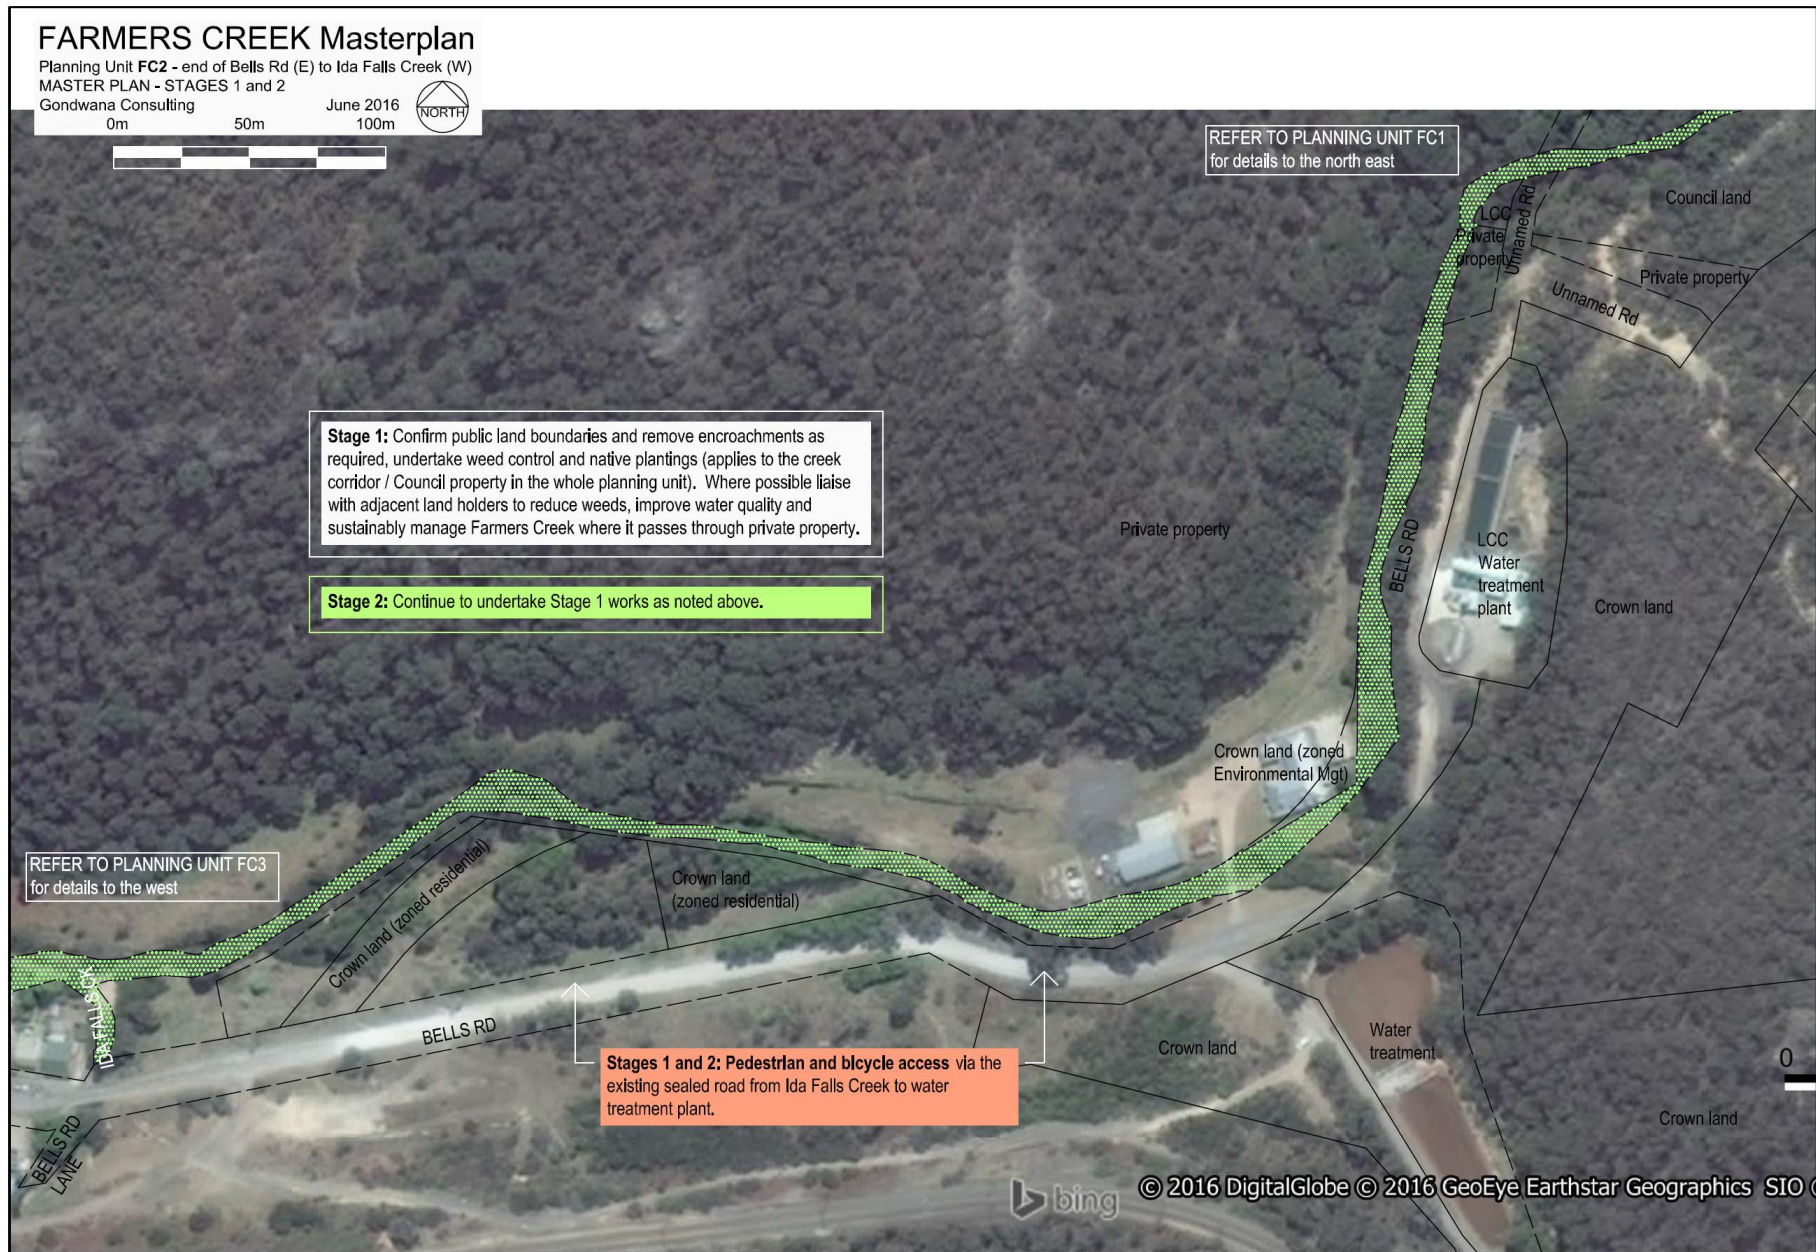 FARMERS CREEK Masterplan
Planning Unit FC2 - end of Bells Rd (E) to Ida Falls Creek (W)
MASTER PLAN - STAGES 1 and 2
Gondwana Consulting June 2016
NORTH
0m 50m 100m
REFER TO PLANNING UNIT FC1
for details to the north east
Council land
LCC
Private
property
Unnamed Rd
Private property
Unnamed Rd
Stage 1: Confirm public land boundaries and remove encroachments as
required, undertake weed control and native plantings (applies to the creek
corridor / Council property in the whole planning unit). Where possible liaise
with adjacent land holders to reduce weeds, improve water quality and
sustainably manage Farmers Creek where it passes through private property.
Stage 2: Continue to undertake Stage 1 works as noted above.
Private property
BELLS RD
LCC
Water
treatment
plant
Crown land
Crown land (zoned
Environmental Mgt)
REFER TO PLANNING UNIT FC3
for details to the west
Crown land (zoned residential)
Crown land
(zoned residential)
IDA FALLS CK
BELLS RD
Stages 1 and 2: Pedestrian and bicycle access via the
existing sealed road from Ida Falls Creek to water
treatment plant.
Crown land
Water
treatment
0
Crown land
BELLS RD
LANE
bing
© 2016 DigitalGlobe © 2016 GeoEye Earthstar Geographics SIO ©